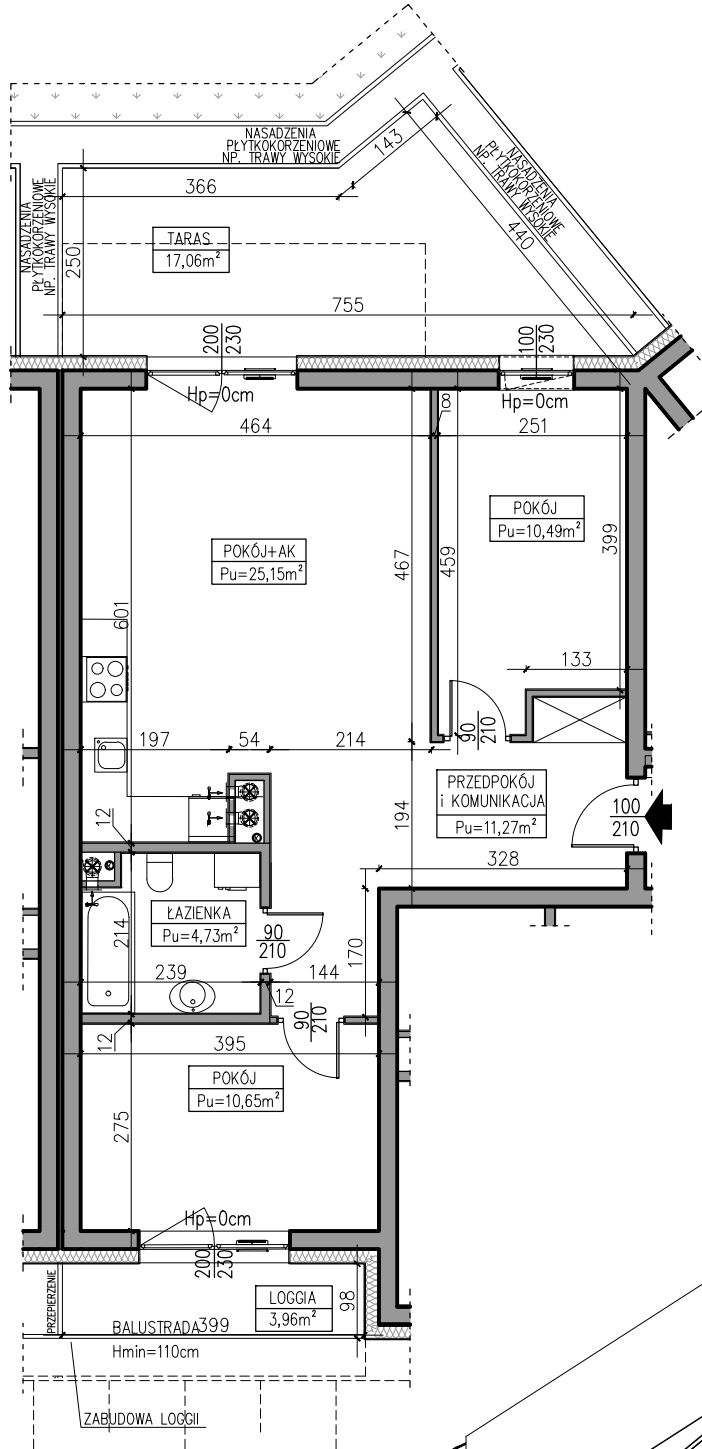 NASADZENIA
PŁYTKOKORZENIOWE
NP. TRAWY WYSOKIE
143
NASADZENIA
PŁYTKOKORZENIOWE
NP. TRAWY WYSOKIE
NASADZENIA
PŁYTKOKORZENIOWE
NP. TRAWY WYSOKIE
366
440
TARAS
17,06m²
250
755
200
230
100
230
Hp=0cm
Hp=0cm
8
464
251
POKÓJ
Pu=10,49m²
POKÓJ+AK
Pu=25,15m²
467
459
399
601
133
197
54
214
90
210
PRZEDPOKÓJ
i KOMUNIKACJA
Pu=11,27m²
100
210
12
194
328
ŁAZIENKA
Pu=4,73m²
214
90
210
170
239
144
12
90
210
12
395
POKÓJ
Pu=10,65m²
275
Hp=0cm
200
230
LOGGIA
3,96m²
98
PRZEPIERZENIE
BALUSTRADA
399
Hmin=110cm
ZABUDOWA LOGGII